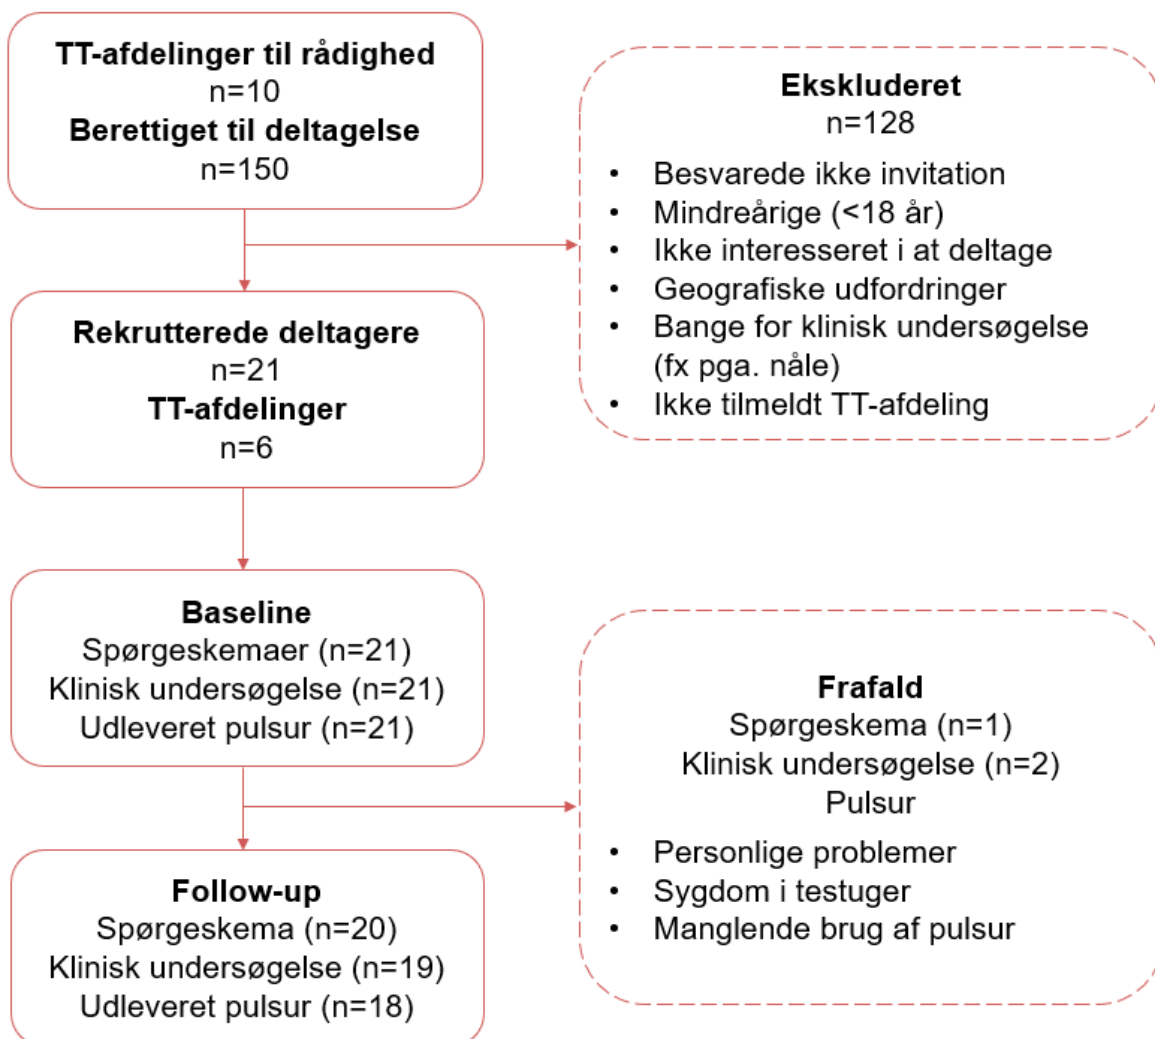 TT-afdelinger til rådighed
n=10
Berettiget til deltagelse
n=150
Ekskluderet
n=128
• Besvarede ikke invitation
• Mindreårige (<18 år)
• Ikke interesseret i at deltage
• Geografiske udfordringer
• Bange for klinisk undersøgelse
(fx pga. nåle)
• Ikke tilmeldt TT-afdeling
Rekrutterede deltagere
n=21
TT-afdelinger
n=6
Baseline
Spørgeskemaer (n=21)
Klinisk undersøgelse (n=21)
Udleveret pulsur (n=21)
Frafald
Spørgeskema (n=1)
Klinisk undersøgelse (n=2)
Pulsur
• Personlige problemer
• Sygdom i testuger
• Manglende brug af pulsur
Follow-up
Spørgeskema (n=20)
Klinisk undersøgelse (n=19)
Udleveret pulsur (n=18)